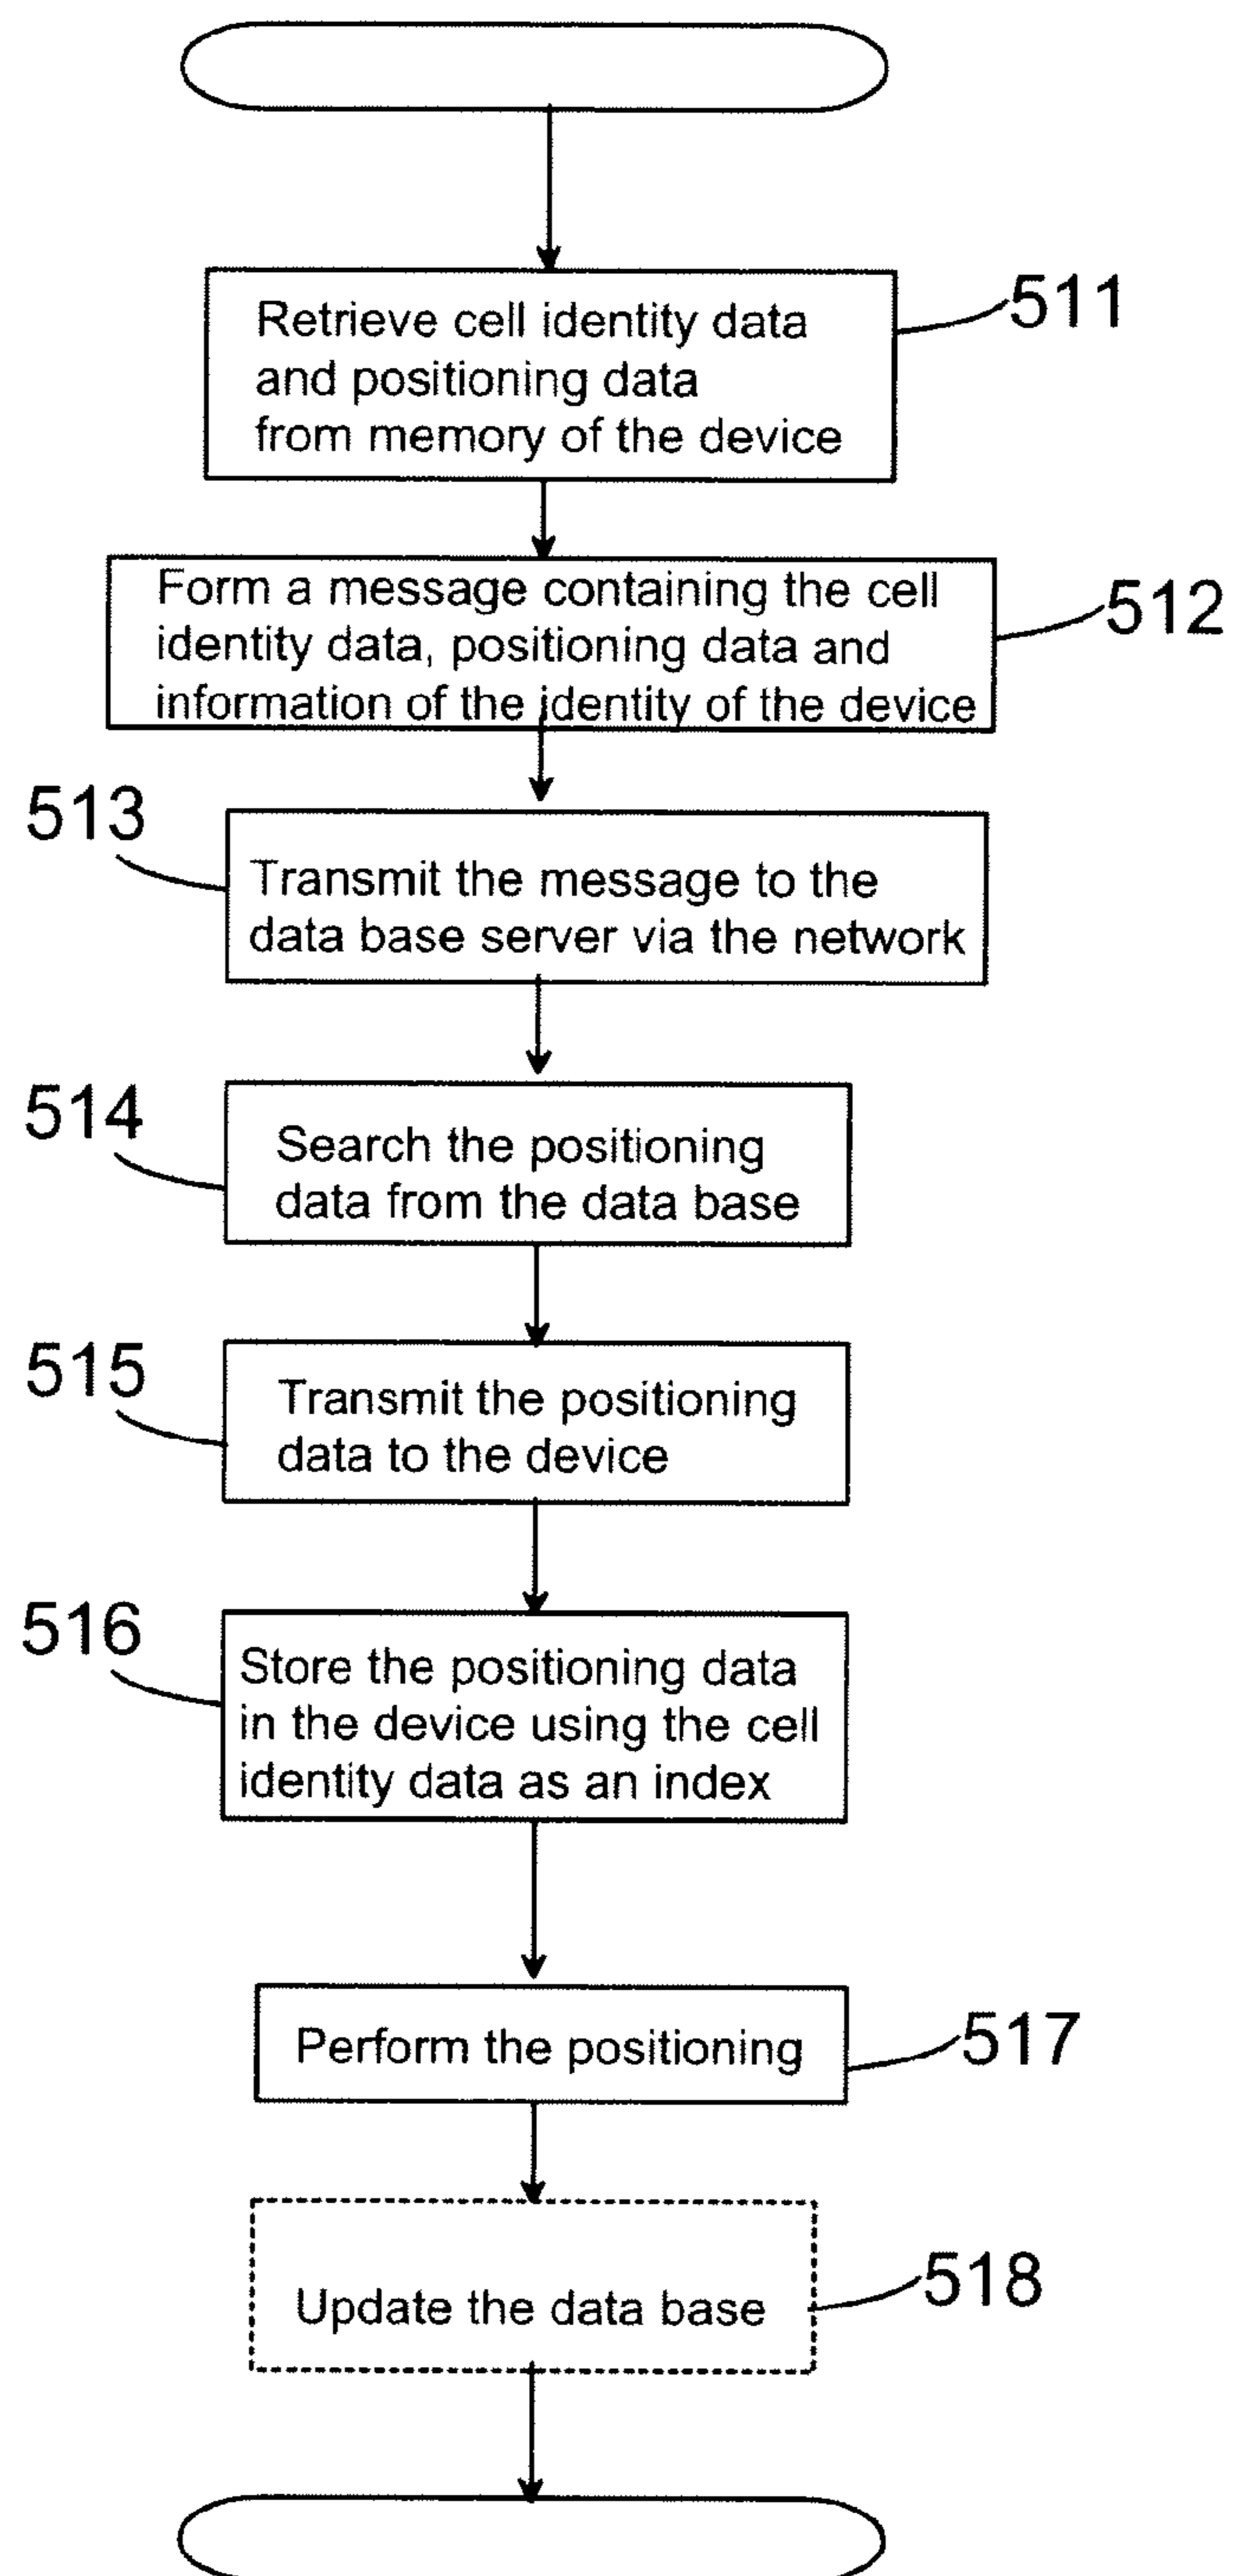 Retrieve cell identity data
and positioning data
from memory of the device
511
Form a message containing the cell
identity data, positioning data and
information of the identity of the device
512
513
Transmit the message to the
data base server via the network
514
Search the positioning
data from the data base
515
Transmit the positioning
data to the device
516
Store the positioning data
in the device using the cell
identity data as an index
Perform the positioning
517
Update the data base
518